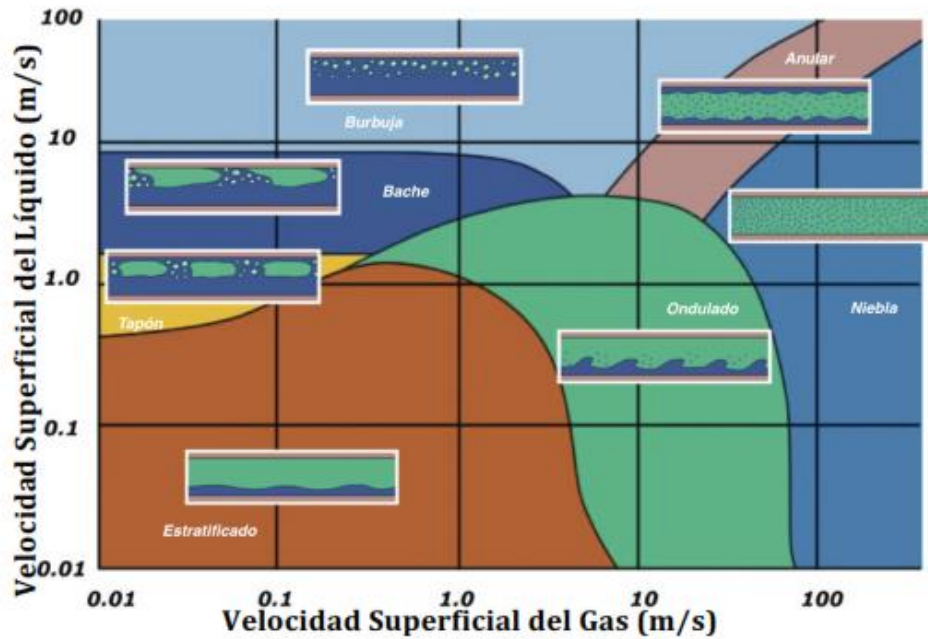 Velocidad Superficial del Líquido (m/s)
100
10
1.0
0.1
0.01
Burbuja
Anular
Bache
Tapón
Ondulado
Niebla
Estratificado
0.01 0.1 1.0 10 100
Velocidad Superficial del Gas (m/s)